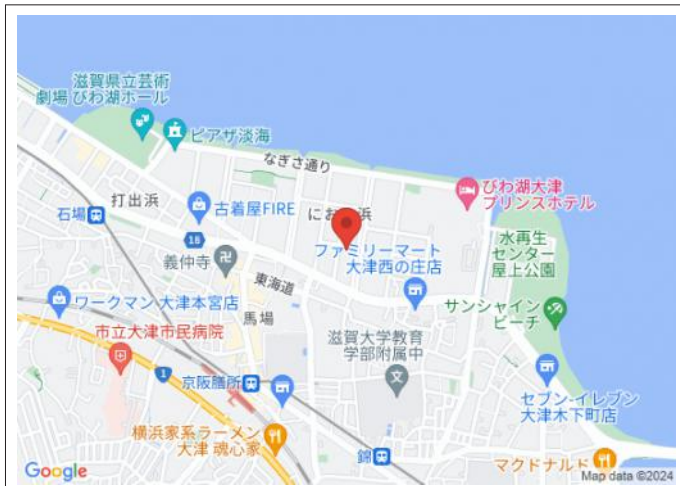 滋賀県立芸術
劇場 びわ湖ホール
ピアザ淡海
なぎさ通り
びわ湖大津
プリンスホテル
打出浜
石場
古着屋FIRE
にお の浜
水再生
センター
屋上公園
18
義仲寺
ファミリーマート
大津西の庄店
東海道
ワークマン 大津本宮店
馬場
サンシャイン
ビーチ
市立大津市民病院
滋賀大学教育
学部附属中
文
1
京阪膳所
セブン-イレブン
大津木下町店
横浜家系ラーメン
大津 魂心家
錦
マクドナルド
Google
Map data ©2024